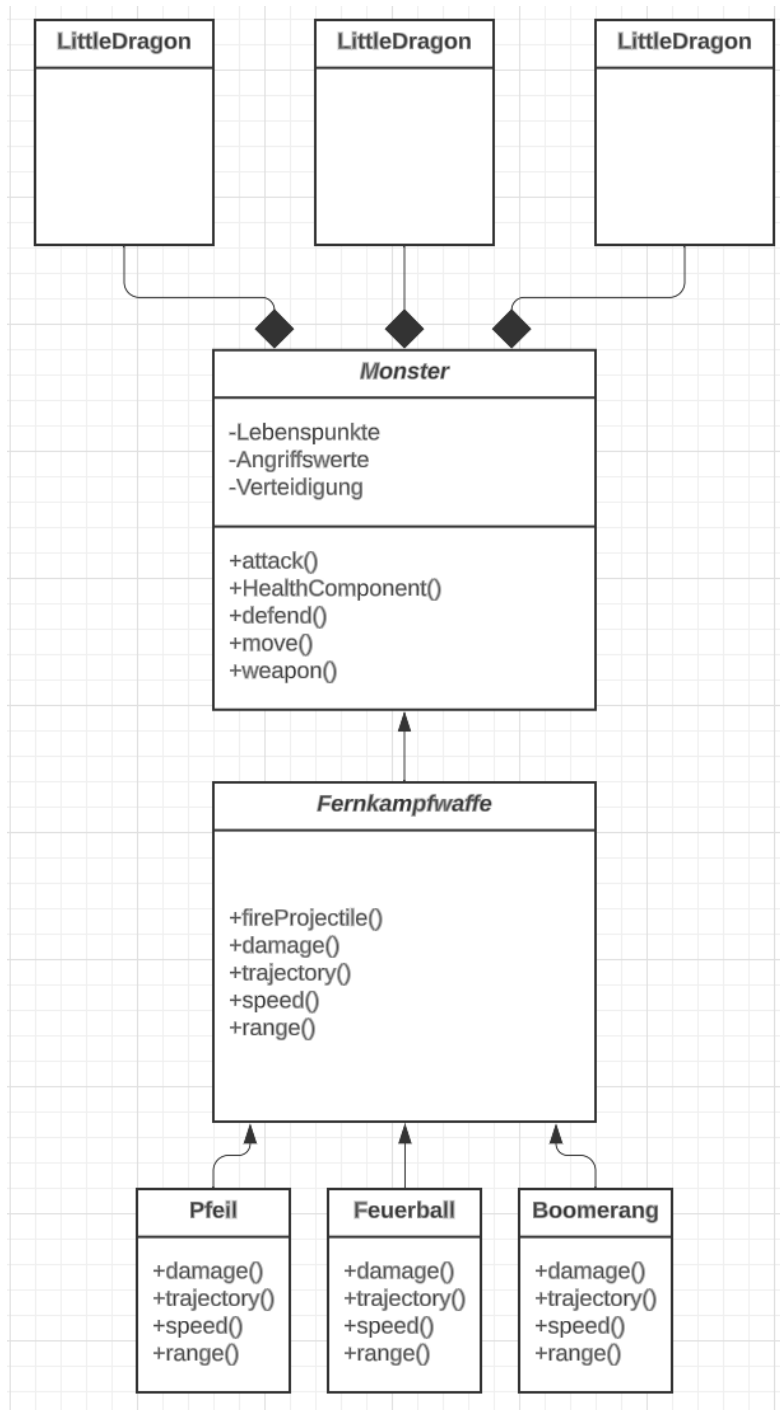 LittleDragon
LittleDragon
LittleDragon
Monster
-Lebenspunkte
-Angriffswerte
-Verteidigung
+attack()
+HealthComponent()
+defend()
+move()
+weapon()
Fernkampfwaffe
+fireProjectile()
+damage()
+trajectory()
+speed()
+range()
Pfeil
+damage()
+trajectory()
+speed()
+range()
Feuerball
+damage()
+trajectory()
+speed()
+range()
Boomerang
+damage()
+trajectory()
+speed()
+range()